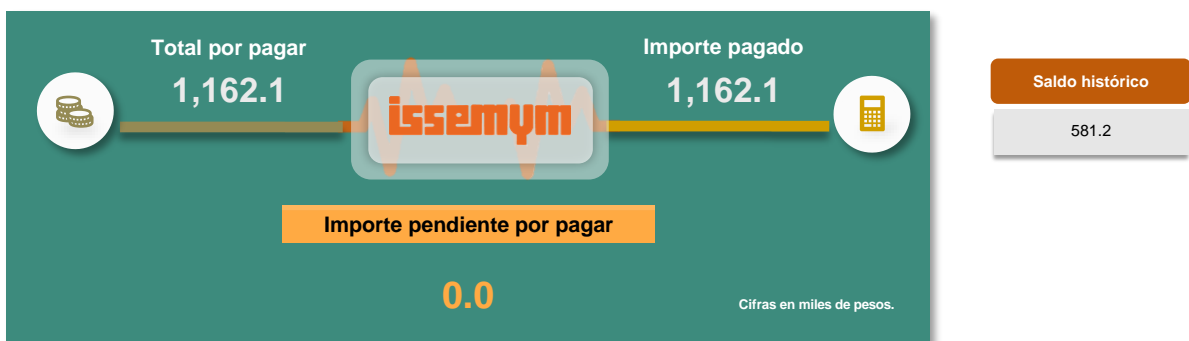 Total por pagar
1,162.1
issemym
Importe pagado
1,162.1
Importe pendiente por pagar
0.0
Cifras en miles de pesos.
Saldo histórico
581.2